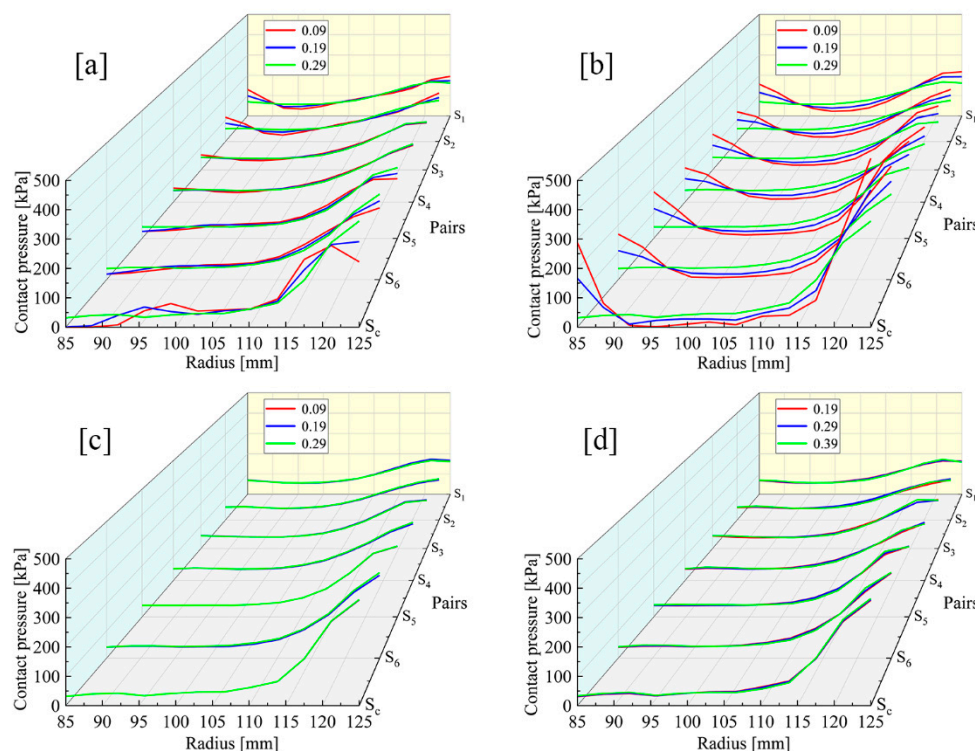 [a]
0.09
0.19
0.29
Contact pressure [kPa]
500
400
300
200
100
0
85 90 95 100 105 110 115 120 125
Radius [mm]
S1
S2
S3
S4
S5
S6
Sc
Pairs
[b]
0.09
0.19
0.29
Contact pressure [kPa]
500
400
300
200
100
0
85 90 95 100 105 110 115 120 125
Radius [mm]
S1
S2
S3
S4
S5
S6
Sc
Pairs
[c]
0.09
0.19
0.29
Contact pressure [kPa]
500
400
300
200
100
0
85 90 95 100 105 110 115 120 125
Radius [mm]
S1
S2
S3
S4
S5
S6
Sc
Pairs
[d]
0.19
0.29
0.39
Contact pressure [kPa]
500
400
300
200
100
0
85 90 95 100 105 110 115 120 125
Radius [mm]
S1
S2
S3
S4
S5
S6
Sc
Pairs